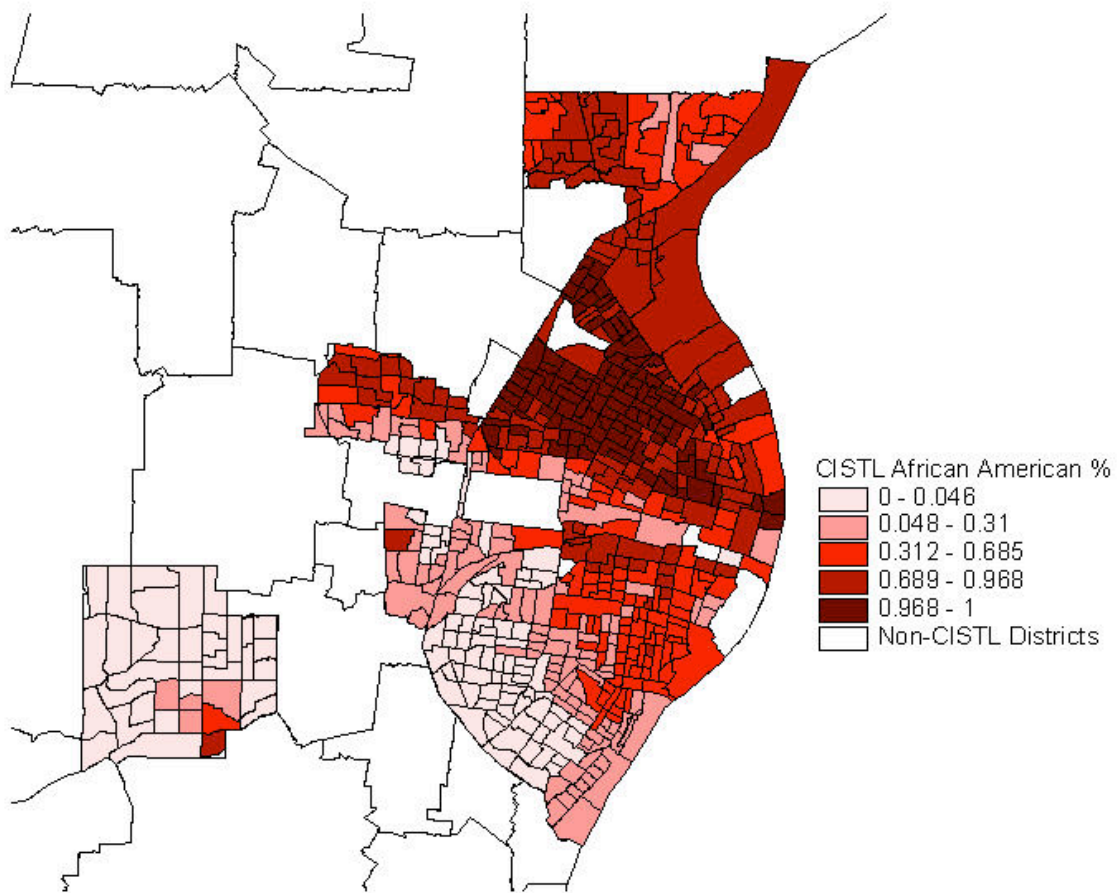 CISTL African American %
0 - 0.046
0.048 - 0.31
0.312 - 0.685
0.689 - 0.968
0.968 - 1
Non-CISTL Districts